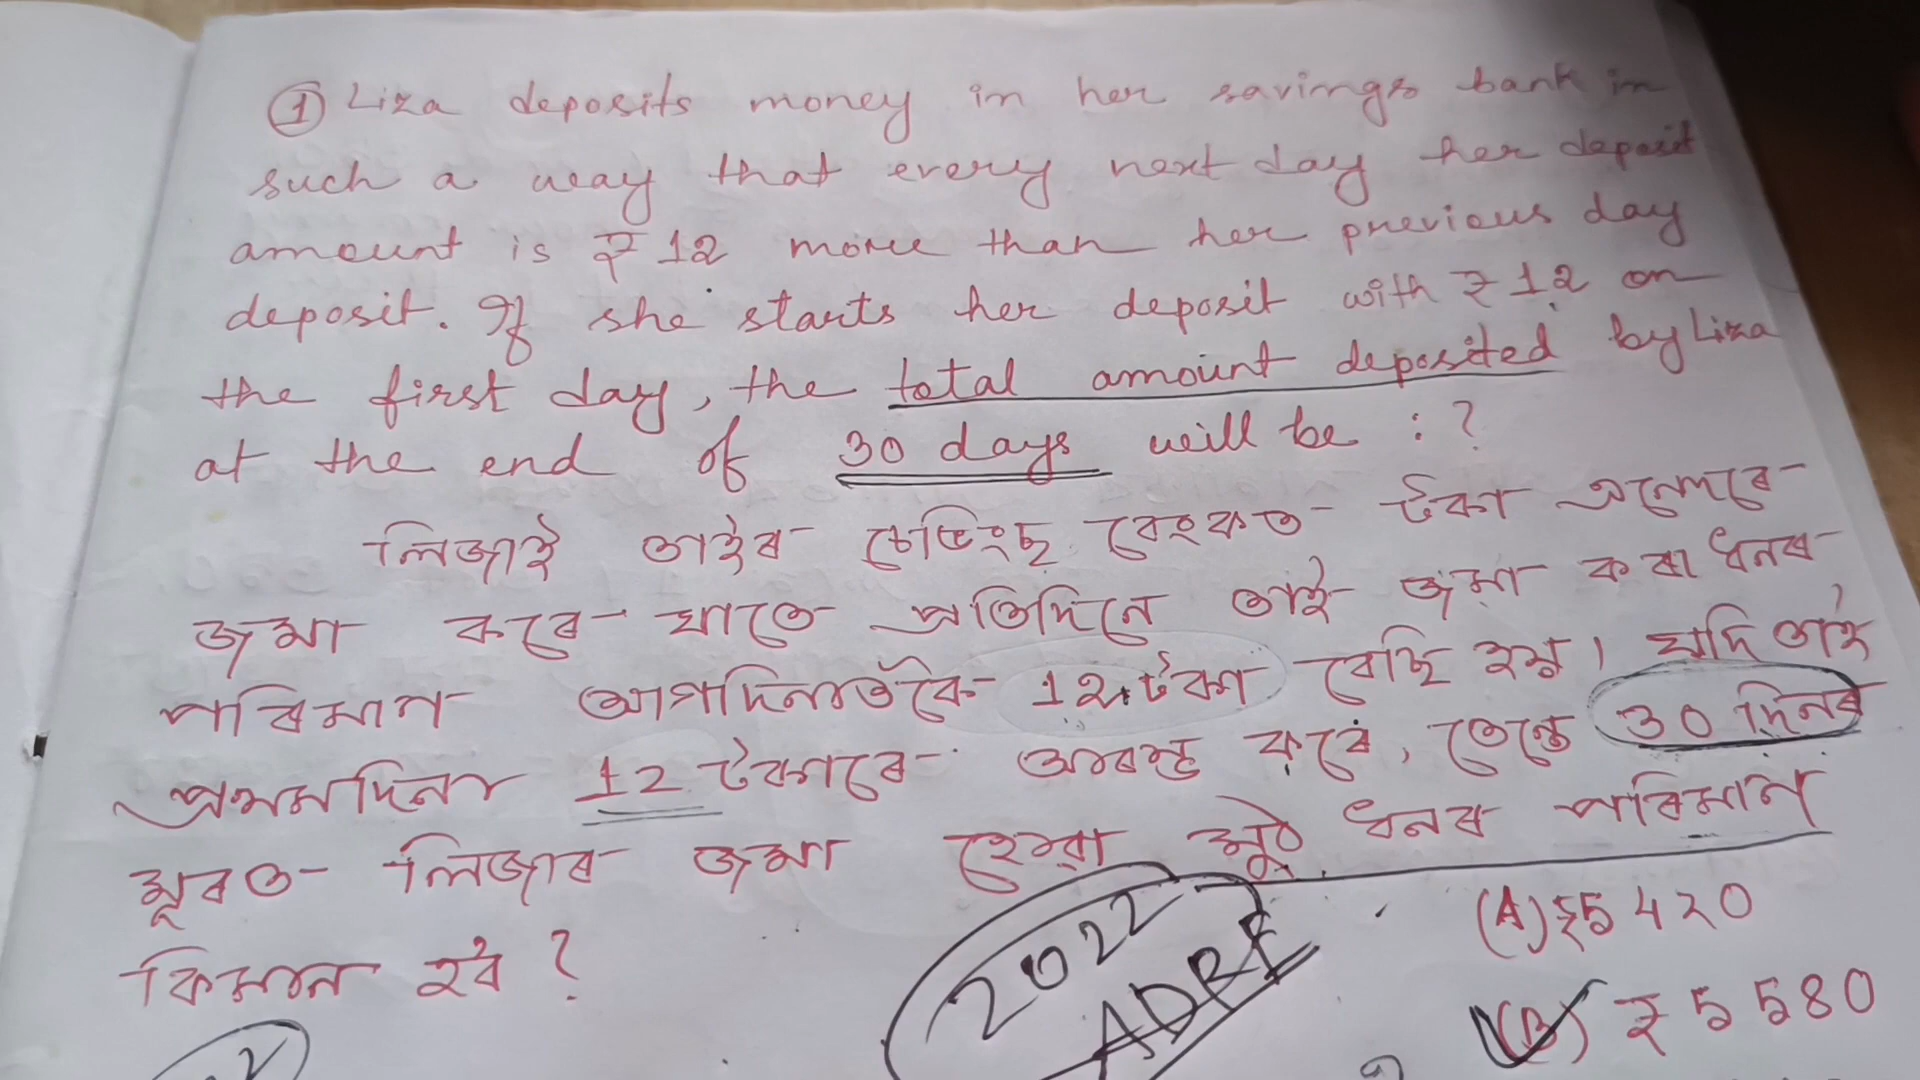 ① Liza deposits money in her savings bank in
such a way that every next day her deposit
amount is ₹ 12 more than her previous day
deposit. If she starts her deposit with ₹ 12 on
the first day, the total amount deposited by Liza
at the end of 30 days will be : ?
লিজাই তাইৰ চেভিংছ বেংকত টকা এনেদৰে
জমা কৰে যাতে প্ৰতিদিনে তাই জমা কৰা ধনৰ
পৰিমাণ আগদিনাতকৈ 12 টকা বেছি হয়। যদি তাই
প্ৰথমদিনা 12 টকাৰে আৰম্ভ কৰে, তেন্তে 30 দিনৰ
মূৰত লিজাৰ জমা হোৱা মুঠ ধনৰ পৰিমাণ
কিমান হ'ব ?
2022
ADRE
(A) ₹5420
(B) ₹ 5580